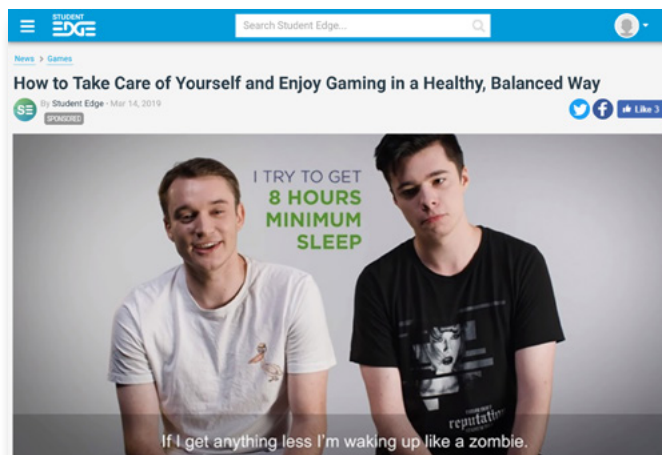 STUDENT
EDGE
Search Student Edge...
News > Games
How to Take Care of Yourself and Enjoy Gaming in a Healthy, Balanced Way
SE
By Student Edge - Mar 14, 2019
SPONSORED
Like 3
I TRY TO GET
8 HOURS
MINIMUM
SLEEP
reputation
If I get anything less I'm waking up like a zombie.